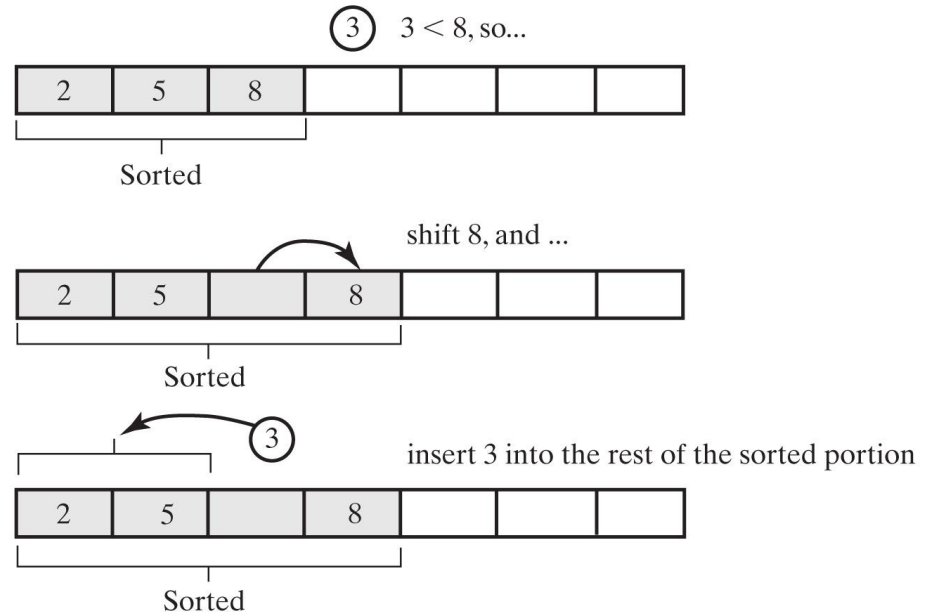 3 3 < 8, so...
2 5 8
Sorted
shift 8, and ...
2 5 8
Sorted
3
insert 3 into the rest of the sorted portion
2 5 8
Sorted